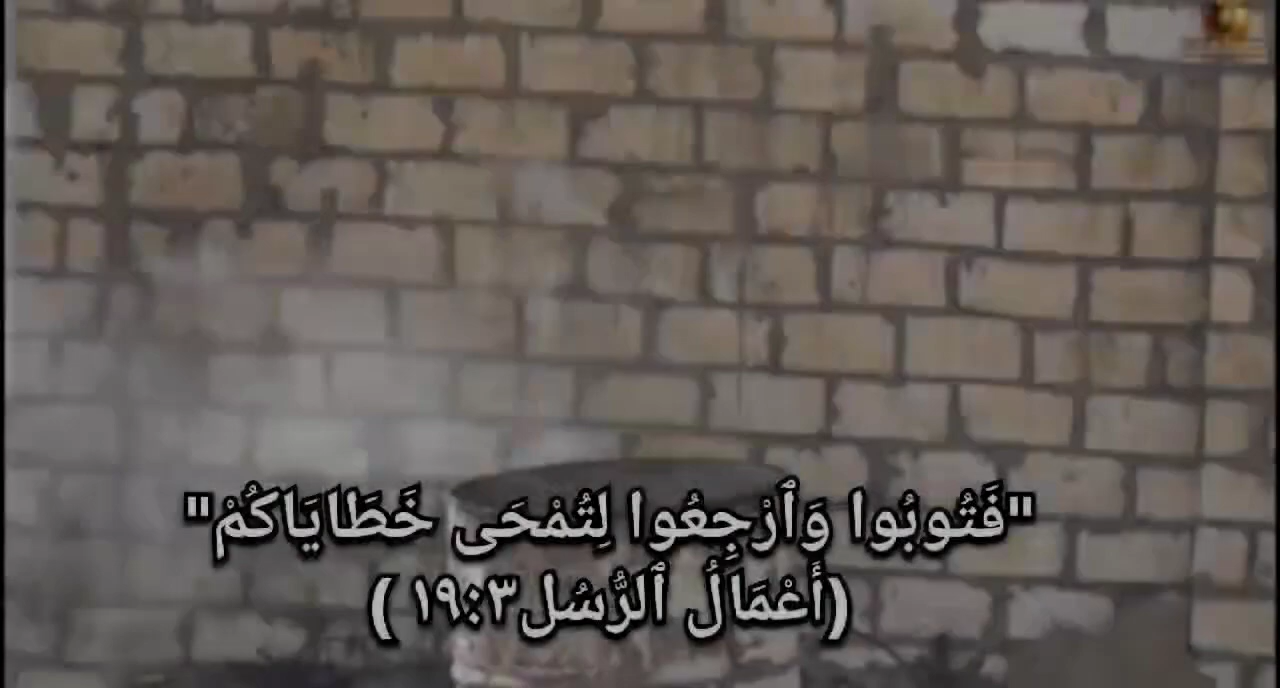 "فَتُوبُوا وَٱرْجِعُوا لِتُمْحَى خَطَايَاكُمْ"
(أَعْمَالُ ٱلرُّسُل١٩:٣ )